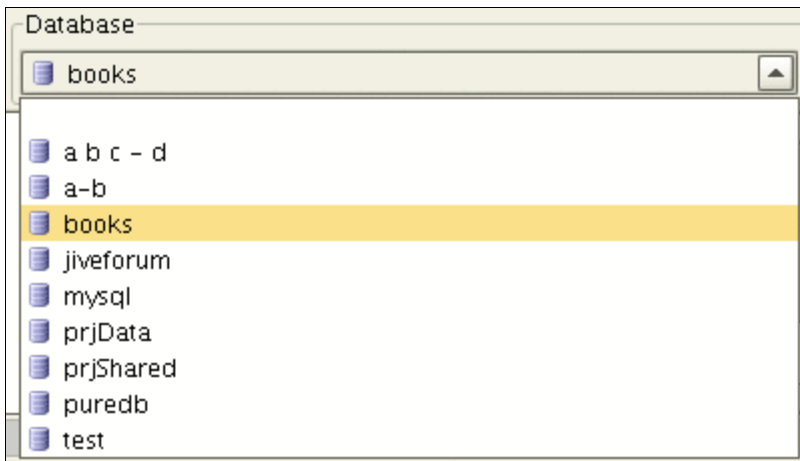 Database
books
a b c - d
a-b
books
jiveforum
mysql
prjData
prjShared
puredb
test